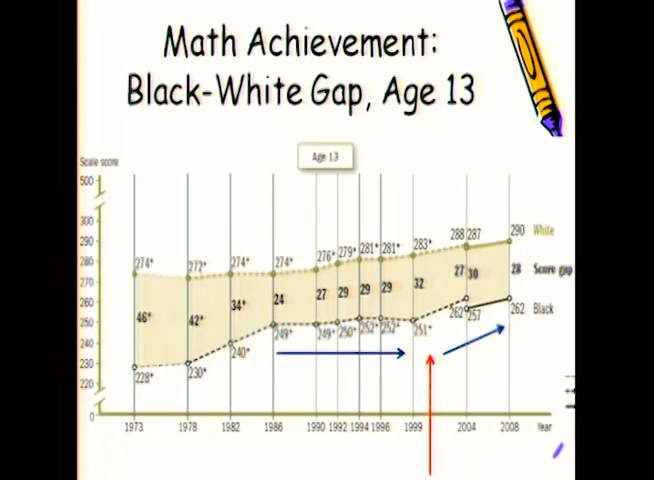 Math Achievement:
Black-White Gap, Age 13
Age 13
Scale score
500
300
290
280
270
260
250
240
230
220
0
274* 272* 274* 274* 276* 279* 281* 281* 283* 288 287 290 White
46* 42* 34* 24 27 29 29 29 32 27 30 28 Score gap
228* 230* 240* 249* 249* 250* 252* 252* 251* 262 257 262 Black
1973 1978 1982 1986 1990 1992 1994 1996 1999 2004 2008 Year